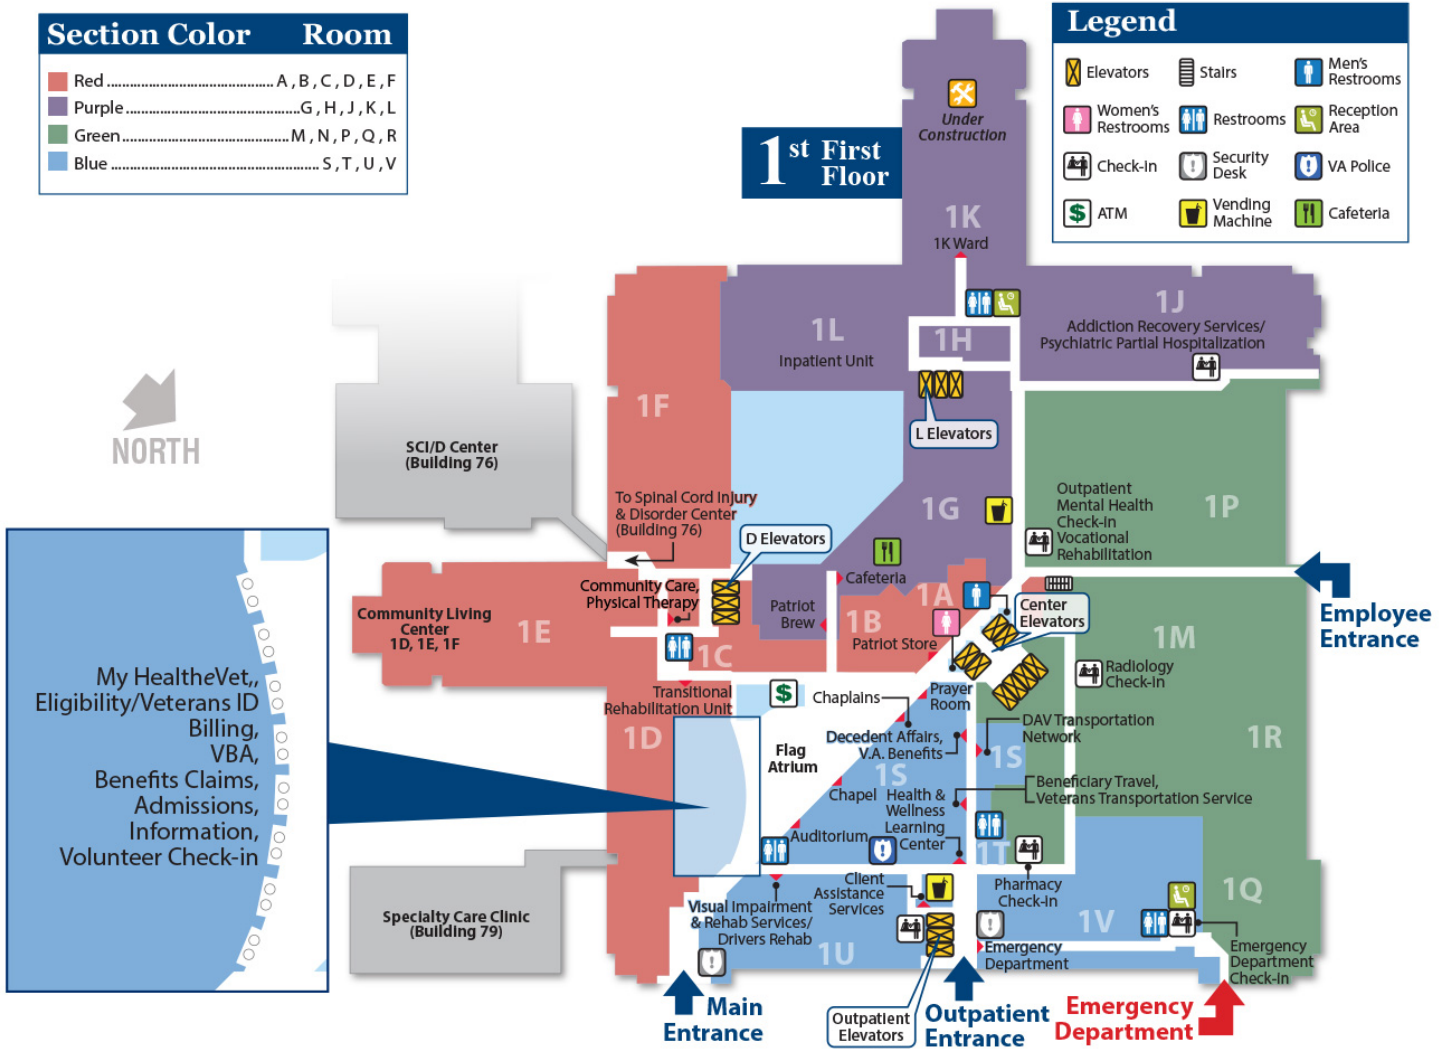 Section Color Room
Red A, B, C, D, E, F
Purple G, H, J, K, L
Green M, N, P, Q, R
Blue S, T, U, V
Legend
Elevators
Stairs
Men's
Restrooms
Women's
Restrooms
Restrooms
Reception
Area
Check-In
Security
Desk
VA Police
ATM
Vending
Machine
Cafeteria
1st First
Floor
Under
Construction
1K
1K Ward
1J
Addiction Recovery Services/
Psychiatric Partial Hospitalization
1L
Inpatient Unit
1H
L Elevators
1F
NORTH
SCI/D Center
(Building 76)
To Spinal Cord Injury
& Disorder Center
(Building 76)
D Elevators
1G
Outpatient
Mental Health
Check-in
Vocational
Rehabilitation
1P
Cafeteria
Community Care,
Physical Therapy
Patriot
Brew
1A
1B
Patriot Store
Center
Elevators
Employee
Entrance
Community Living
Center
1D, 1E, 1F
1E
1C
1M
Radiology
Check-in
Transitional
Rehabilitation Unit
Chaplains
Prayer
Room
DAV Transportation
Network
1D
Flag
Atrium
Decedent Affairs,
V.A. Benefits
1S
1S
1R
Chapel
Health &
Wellness
Learning
Center
Beneficiary Travel,
Veterans Transportation Service
Auditorium
1T
Pharmacy
Check-in
Client
Assistance
Services
1Q
Visual Impairment
& Rehab Services/
Drivers Rehab
1U
1V
Emergency
Department
Emergency
Department
Check-in
Specialty Care Clinic
(Building 79)
My HealtheVet,,
Eligibility/Veterans ID
Billing,
VBA,
Benefits Claims,
Admissions,
Information,
Volunteer Check-in
Main
Entrance
Outpatient
Elevators
Outpatient
Entrance
Emergency
Department